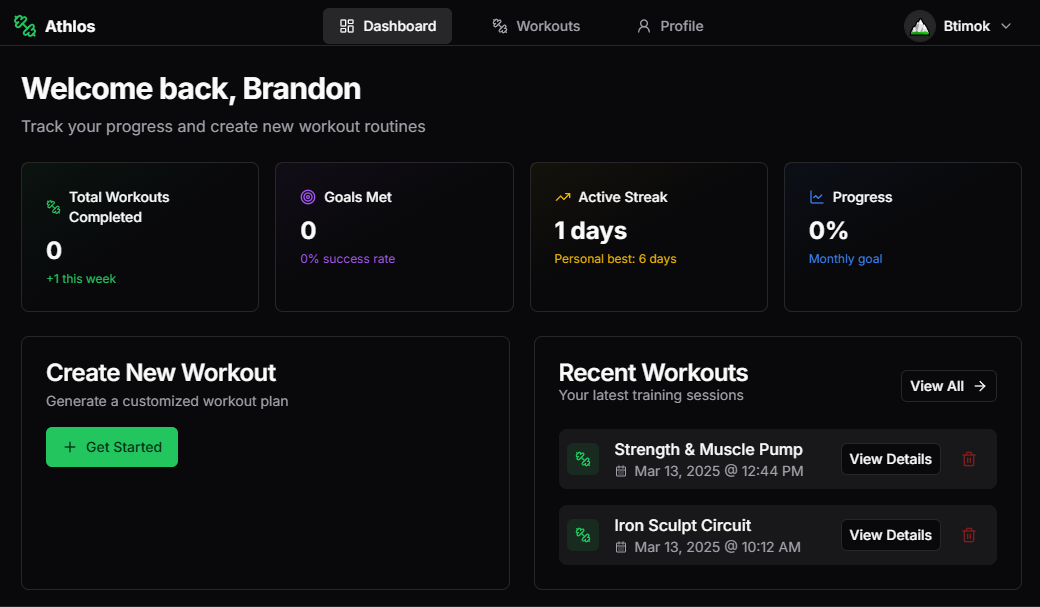 Athlos
Dashboard
Workouts
Profile
Btimok
Welcome back, Brandon
Track your progress and create new workout routines
Total Workouts
Completed
0
+1 this week
Goals Met
0
0% success rate
Active Streak
1 days
Personal best: 6 days
Progress
0%
Monthly goal
Create New Workout
Generate a customized workout plan
+ Get Started
Recent Workouts
Your latest training sessions
View All →
Strength & Muscle Pump
Mar 13, 2025 @ 12:44 PM
View Details
Iron Sculpt Circuit
Mar 13, 2025 @ 10:12 AM
View Details